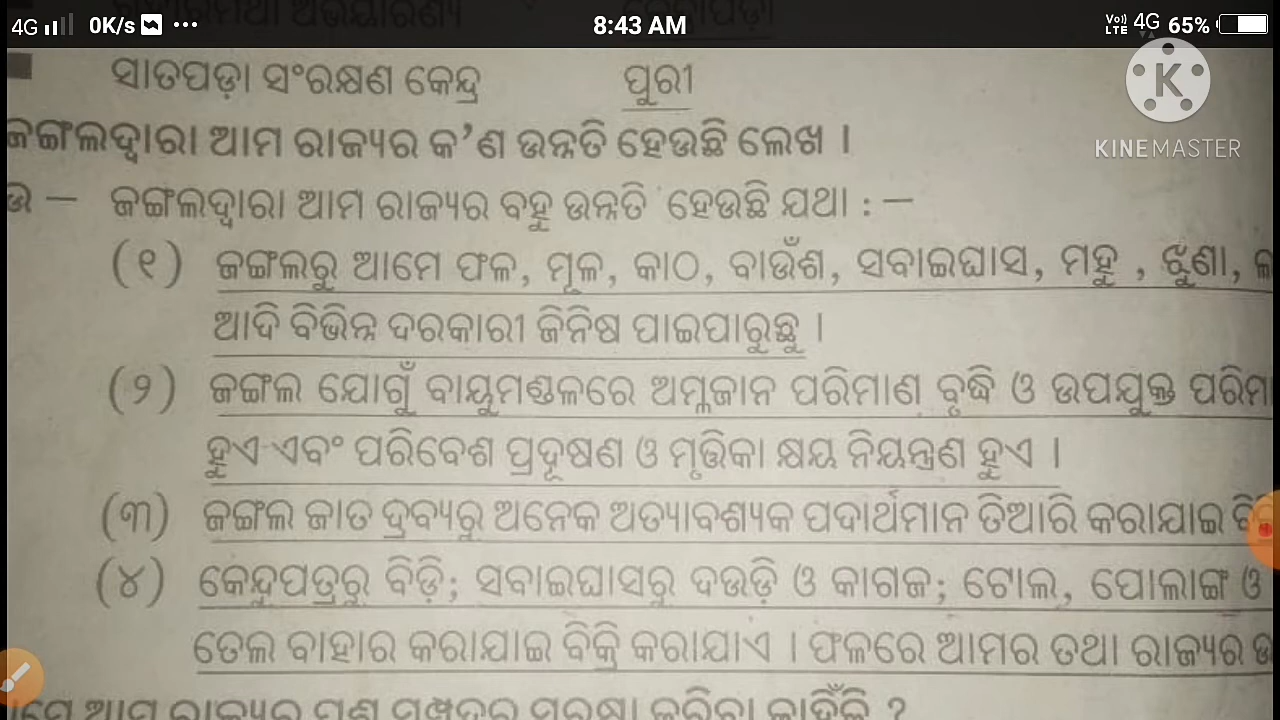 4G 0K/s ... 8:43 AM Vo)) LTE 4G 65%
ସାତପଡ଼ା ସଂରକ୍ଷଣ କେନ୍ଦ୍ର ପୁରୀ
K
KINEMASTER
ଜଙ୍ଗଲଦ୍ୱାରା ଆମ ରାଜ୍ୟର କ'ଣ ଉନ୍ନତି ହେଉଛି ଲେଖ ।
ଉ – ଜଙ୍ଗଲଦ୍ୱାରା ଆମ ରାଜ୍ୟର ବହୁ ଉନ୍ନତି ହେଉଛି ଯଥା : –
(୧) ଜଙ୍ଗଲରୁ ଆମେ ଫଳ, ମୂଳ, କାଠ, ବାଉଁଶ, ସବାଇଘାସ, ମହୁ , ଝୁଣା,
ଆଦି ବିଭିନ୍ନ ଦରକାରୀ ଜିନିଷ ପାଇପାରୁଛୁ ।
(୨) ଜଙ୍ଗଲ ଯୋଗୁଁ ବାୟୁମଣ୍ଡଳରେ ଅମ୍ଳଜାନ ପରିମାଣ ବୃଦ୍ଧି ଓ ଉପଯୁକ୍ତ
ହୁଏ ଏବଂ ପରିବେଶ ପ୍ରଦୂଷଣ ଓ ମୃତ୍ତିକା କ୍ଷୟ ନିୟନ୍ତ୍ରଣ ହୁଏ ।
(୩) ଜଙ୍ଗଲ ଜାତ ଦ୍ରବ୍ୟରୁ ଅନେକ ଅତ୍ୟାବଶ୍ୟକ ପଦାର୍ଥମାନ ତିଆରି କରାଯାଇ
(୪) କେନ୍ଦୁପତ୍ରରୁ ବିଡ଼ି; ସବାଇଘାସରୁ ଦଉଡ଼ି ଓ କାଗଜ; ଟୋଲ, ପୋଲାଙ୍ଗ ଓ
ତେଲ ବାହାର କରାଯାଇ ବିକ୍ରି କରାଯାଏ । ଫଳରେ ଆମର ତଥା ରାଜ୍ୟର